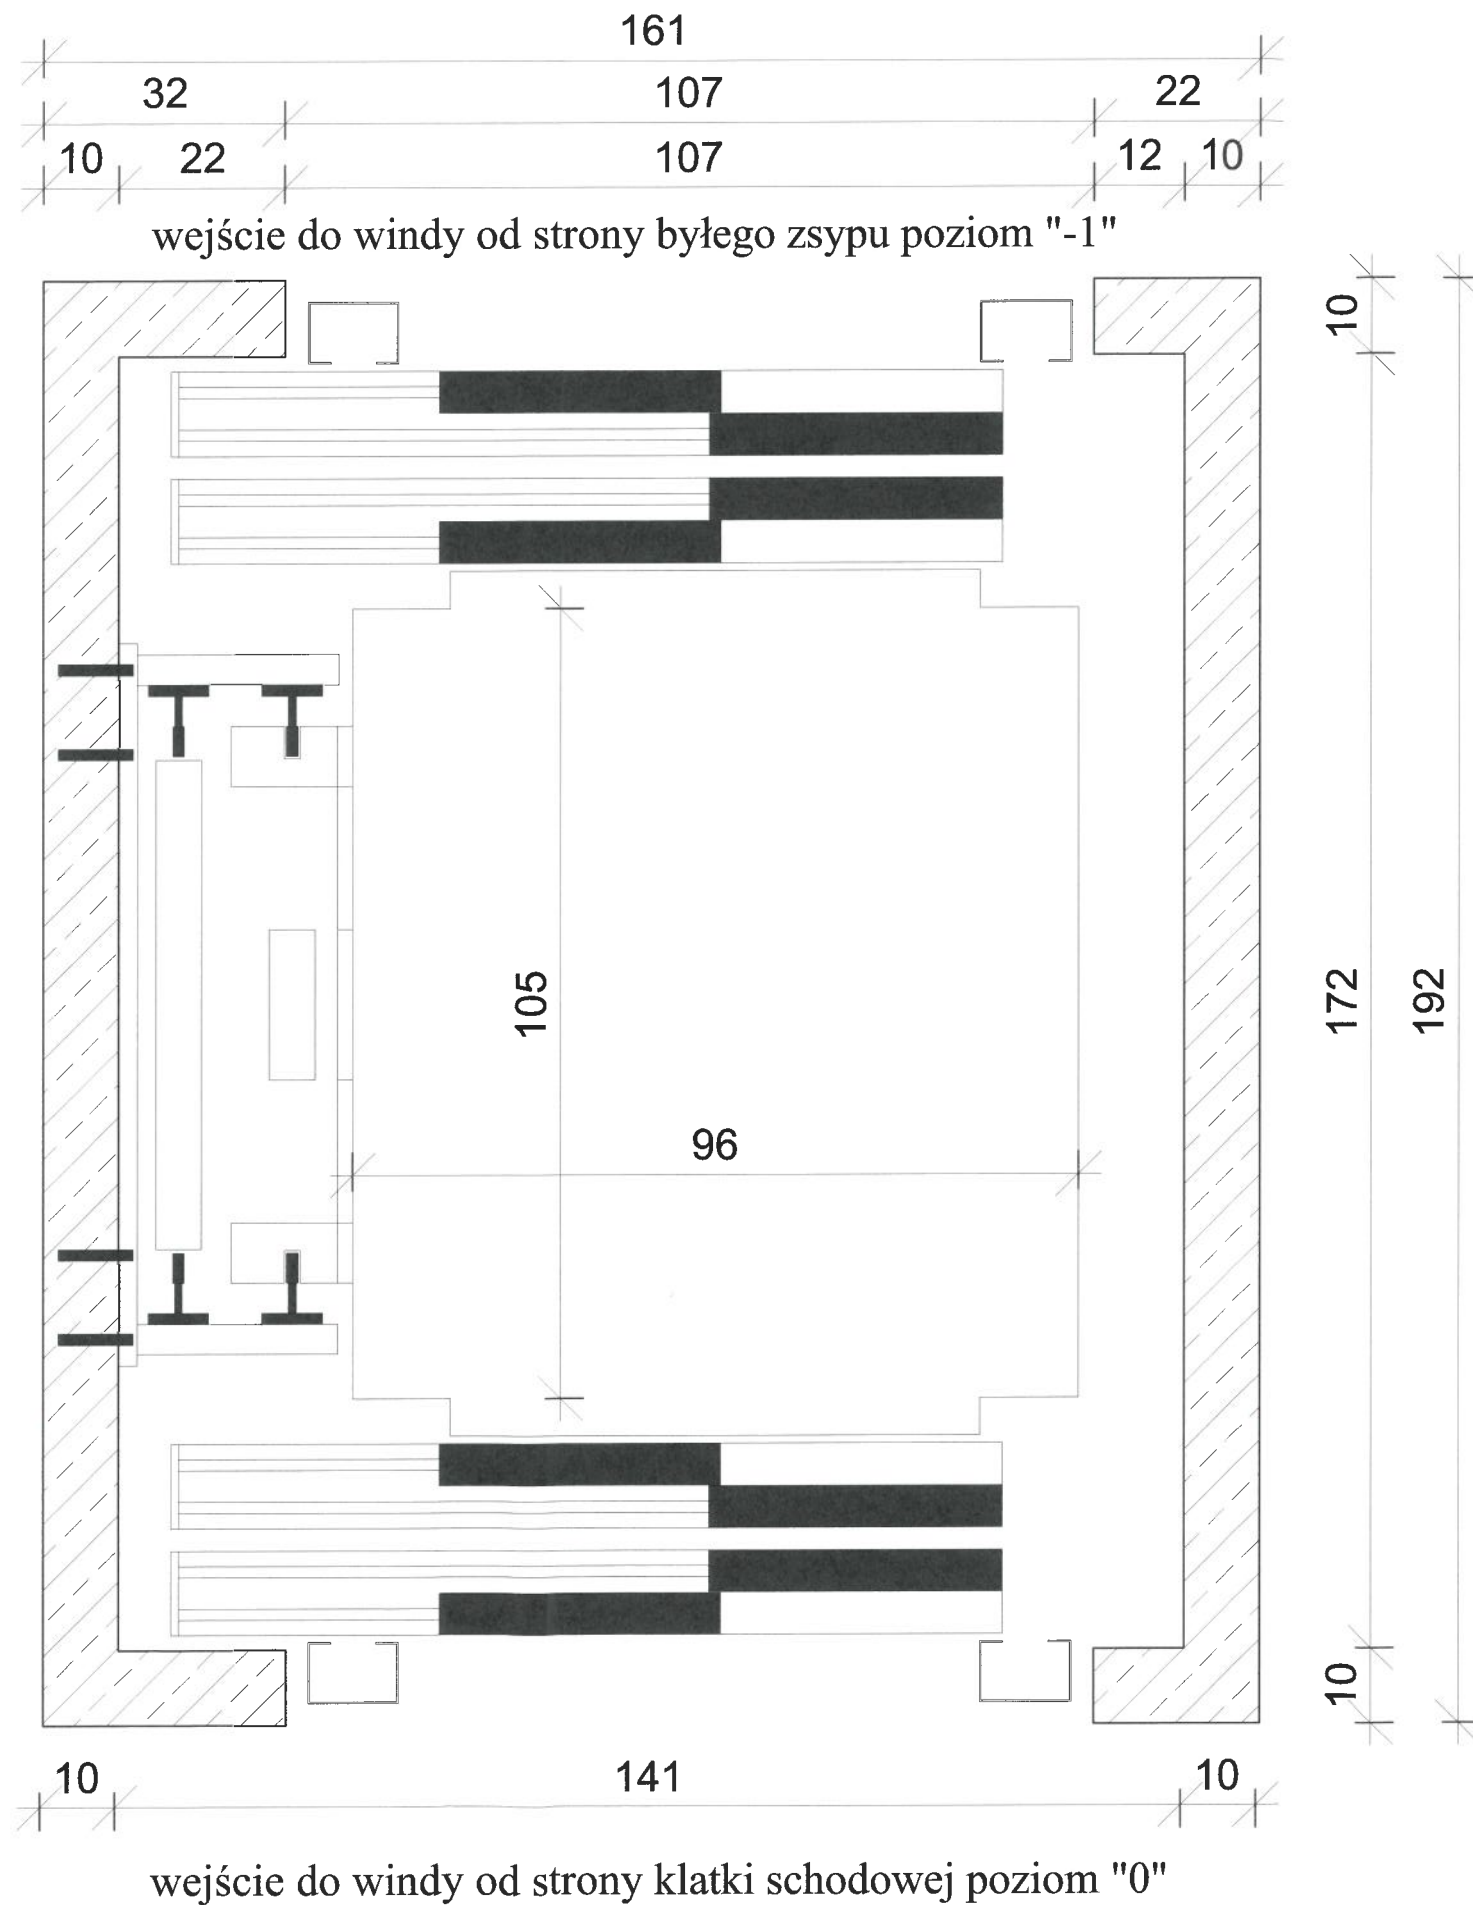 161
32 107 22
10 22 107 12 10
wejście do windy od strony byłego zsypu poziom "-1"
10
105
172
192
96
10
10 141 10
wejście do windy od strony klatki schodowej poziom "0"